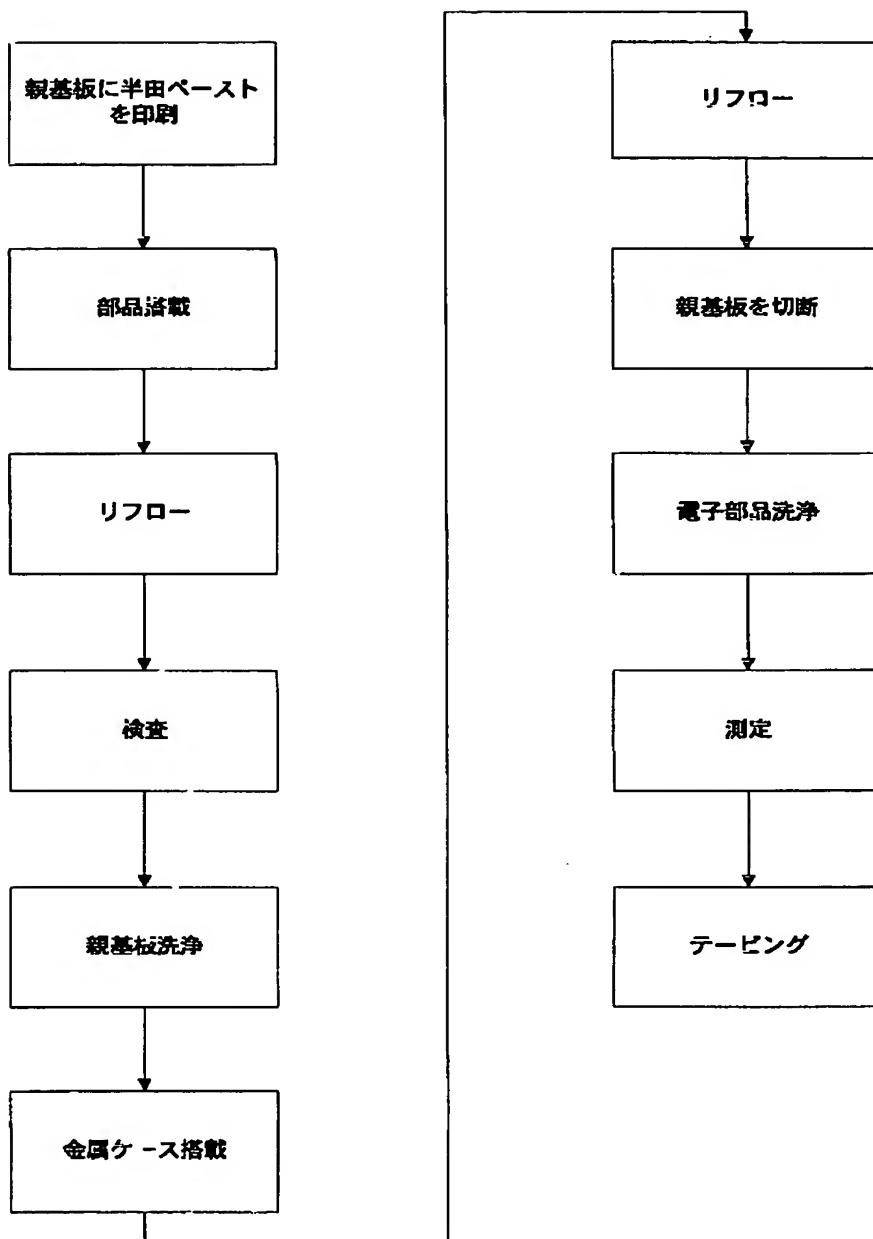 親基板に半田ペースト
を印刷
部品搭載
リフロー
検査
親基板洗浄
金属ケース搭載
リフロー
親基板を切断
電子部品洗浄
測定
テーピング